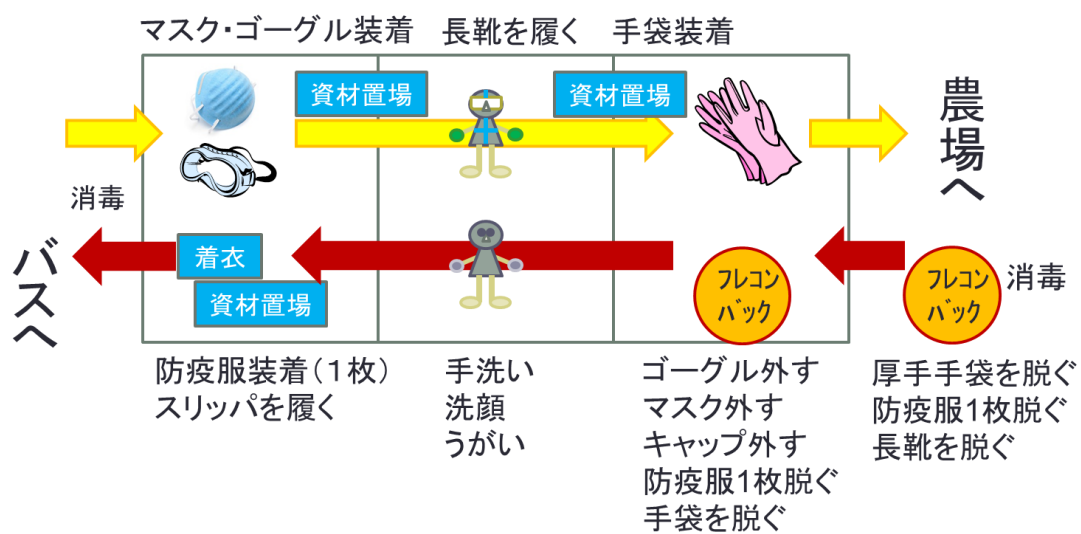 マスク・ゴーグル装着
長靴を履く
手袋装着
資材置場
資材置場
農場へ
消毒
バスへ
着衣
資材置場
フレコン
バック
フレコン
バック
消毒
防疫服装着(1枚)
スリッパを履く
手洗い
洗顔
うがい
ゴーグル外す
マスク外す
キャップ外す
防疫服1枚脱ぐ
手袋を脱ぐ
厚手手袋を脱ぐ
防疫服1枚脱ぐ
長靴を脱ぐ